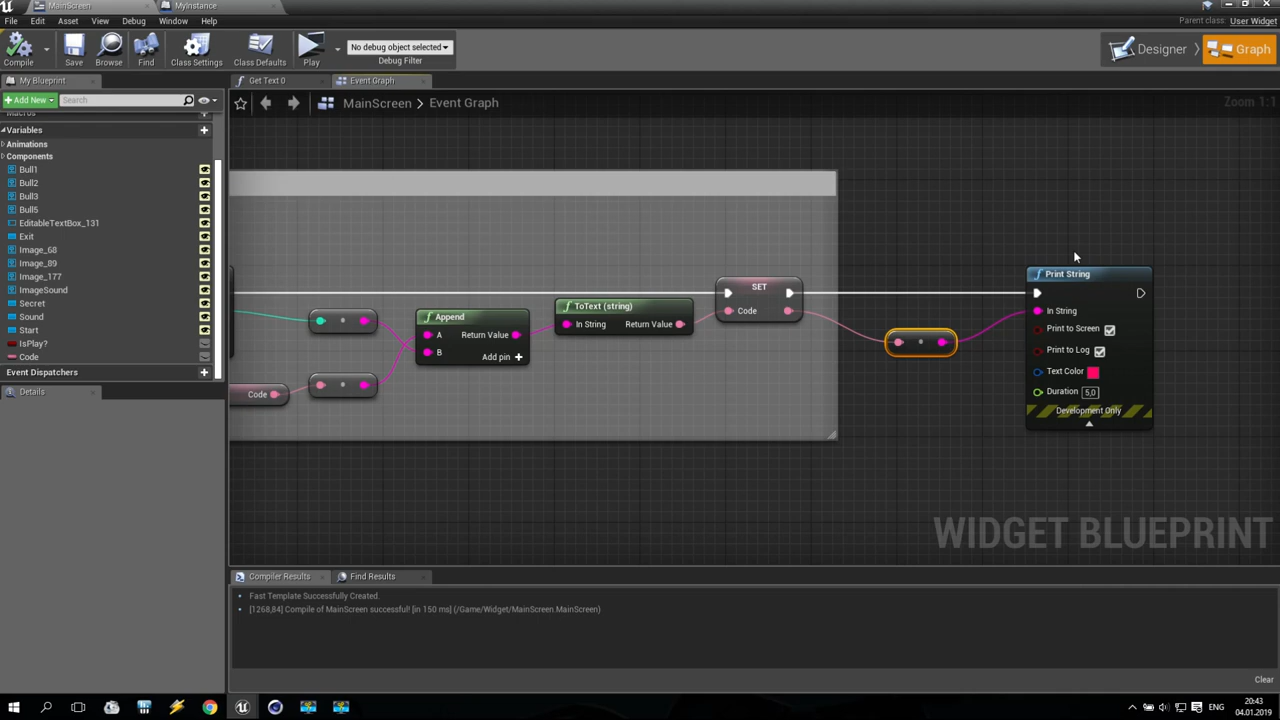 MainScreen
MyInstance
File Edit Asset View Debug Window Help
Parent class: User Widget
Compile Save Browse Find Class Settings Class Defaults Play
No debug object selected
Debug Filter
Designer Graph
My Blueprint
Get Text 0
Event Graph
Add New
Search
MainScreen > Event Graph
Zoom 1:1
Macros
Variables
Animations
Components
Bull1
Bull2
Bull3
Bull5
EditableTextBox_131
Exit
Image_68
Image_89
Image_177
ImageSound
Secret
Sound
Start
IsPlay?
Code
Event Dispatchers
Details
Code
Append
A Return Value
B
Add pin
ToText (string)
In String Return Value
SET
Code
Print String
In String
Print to Screen
Print to Log
Text Color
Duration 5,0
Development Only
WIDGET BLUEPRINT
Compiler Results
Find Results
Fast Template Successfully Created.
[1268,84] Compile of MainScreen successful! [in 150 ms] (/Game/Widget/MainScreen.MainScreen)
Clear
ENG
20:43
04.01.2019